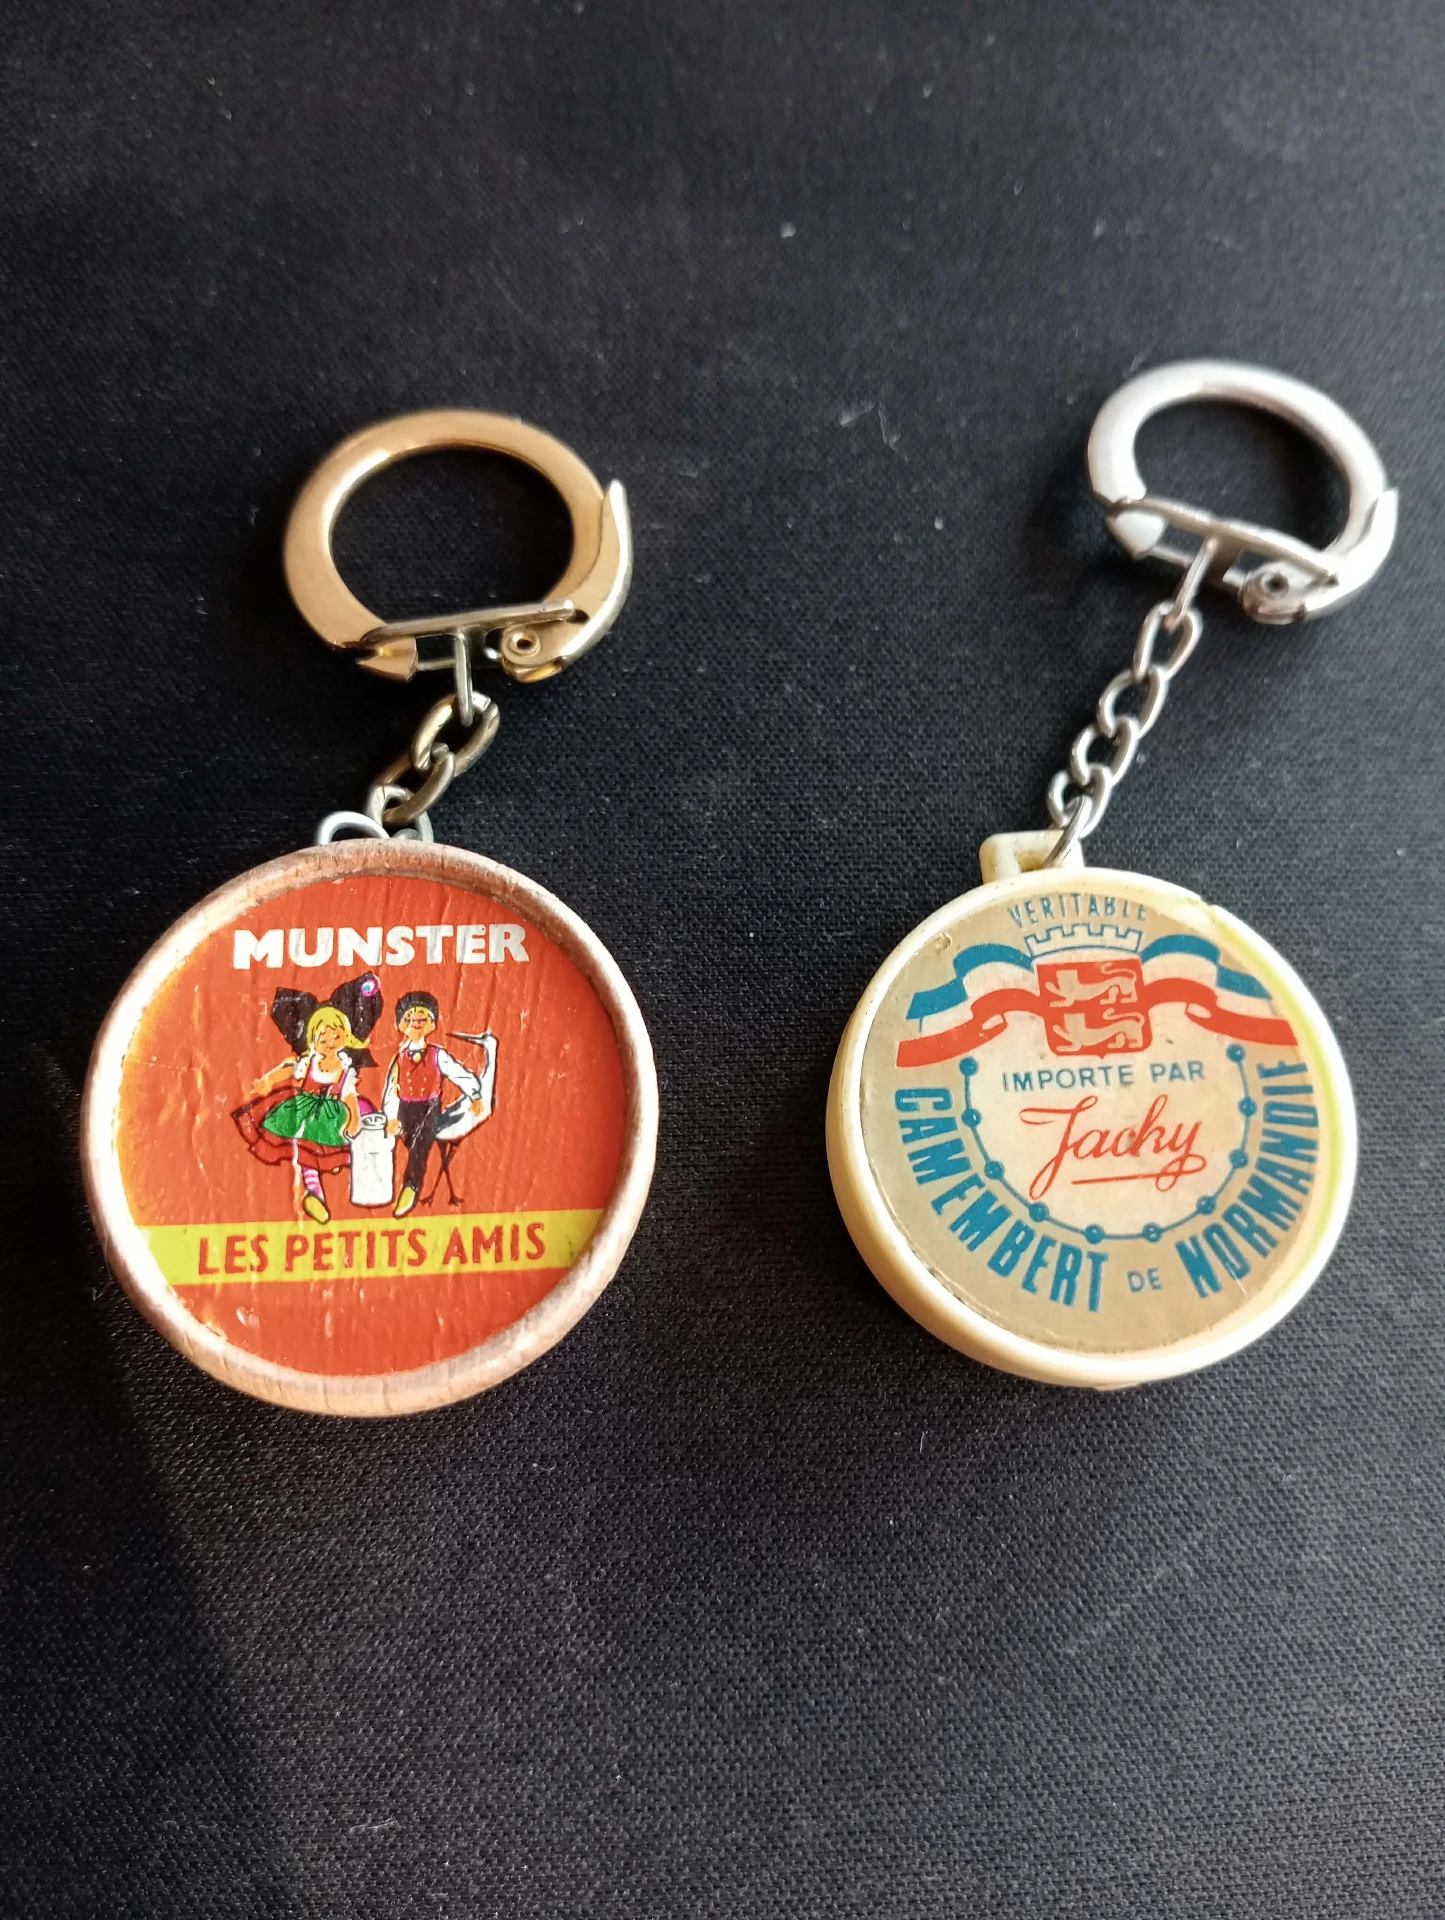 MUNSTER
LES PETITS AMIS
VERITABLE
IMPORTE PAR
Jacky
CAMEMBERT DE NORMANDIE